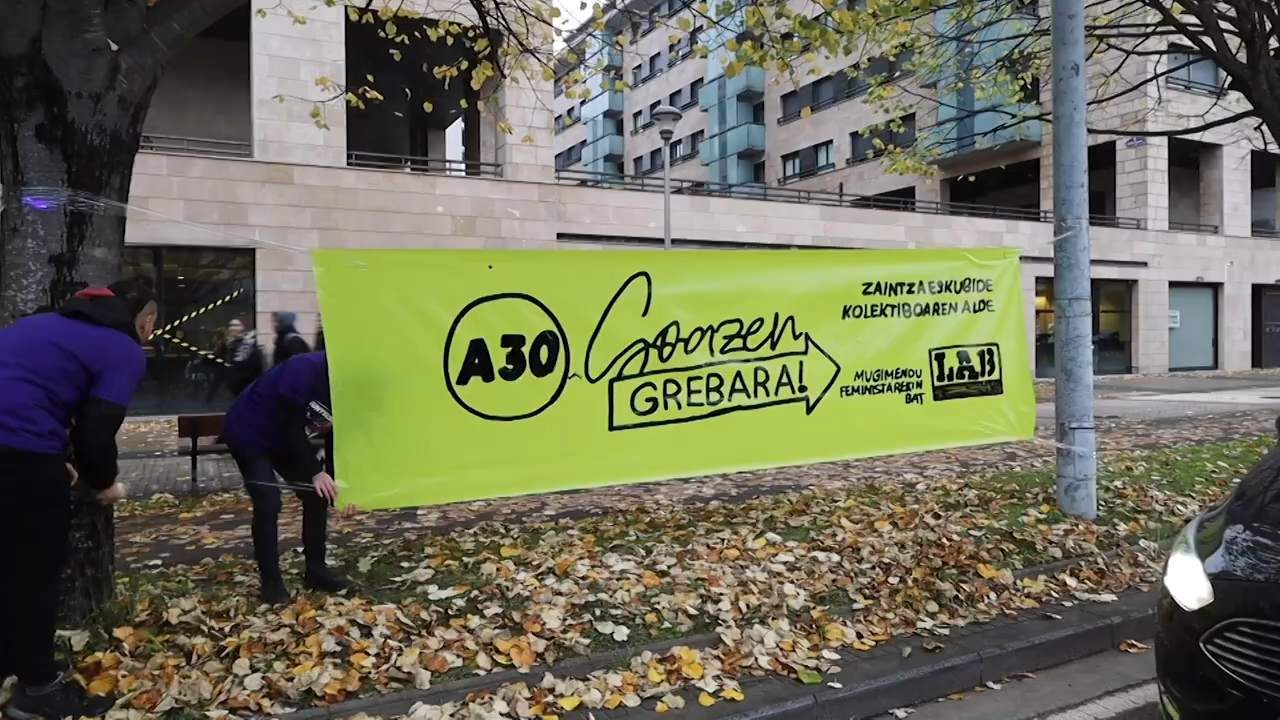 A30
Goazen
GREBARA!
ZAINTZA ESKUBIDE
KOLEKTIBOAREN ALDE
MUGIMENDU
FEMINISTAREKIN
BAT
LAB